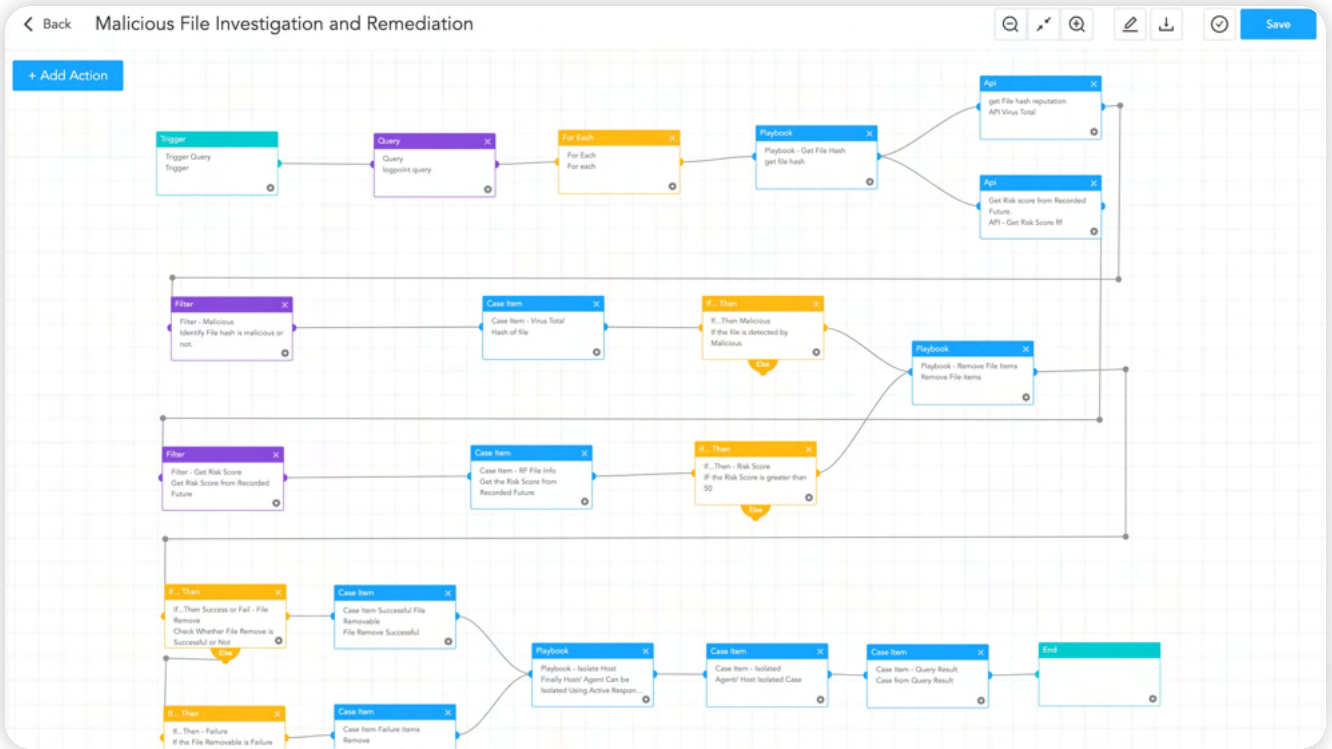 Back
Malicious File Investigation and Remediation
Save
+ Add Action
Trigger
Trigger Query
Trigger
Query
Query
logpoint query
For Each
For Each
For each
Playbook
Playbook - Get File Hash
get file hash
Api
get File hash reputation
API Virus Total
Api
Get Risk score from Recorded
Future.
API - Get Risk Score Rf
Filter
Filter - Malicious
Identify File hash is malicious or
not.
Case Item
Case Item - Virus Total
Hash of file
If... Then
If...Then Malicious
If the file is detected by
Malicious
Else
Playbook
Playbook - Remove File Items
Remove File items
Filter
Filter - Get Risk Score
Get Risk Score from Recorded
Future
Case Item
Case Item - RF File Info
Get the Risk Score from
Recorded Future
If... Then
If...Then - Risk Score
IF the Risk Score is greater than
50
Else
If... Then
If...Then Success or Fail - File
Remove
Check Whether File Remove is
Successful or Not
Else
Case Item
Case Item Successful File
Removable
File Remove Successful
Playbook
Playbook - Isolate Host
Finally Host/ Agent Can be
Isolated Using Active Respon...
Case Item
Case Item - Isolated
Agent/ Host Isolated Case
Case Item
Case Item - Query Result
Case from Query Result
End
If... Then
If...Then - Failure
If the File Removable is Failure
Case Item
Case Item Failure Items
Remove